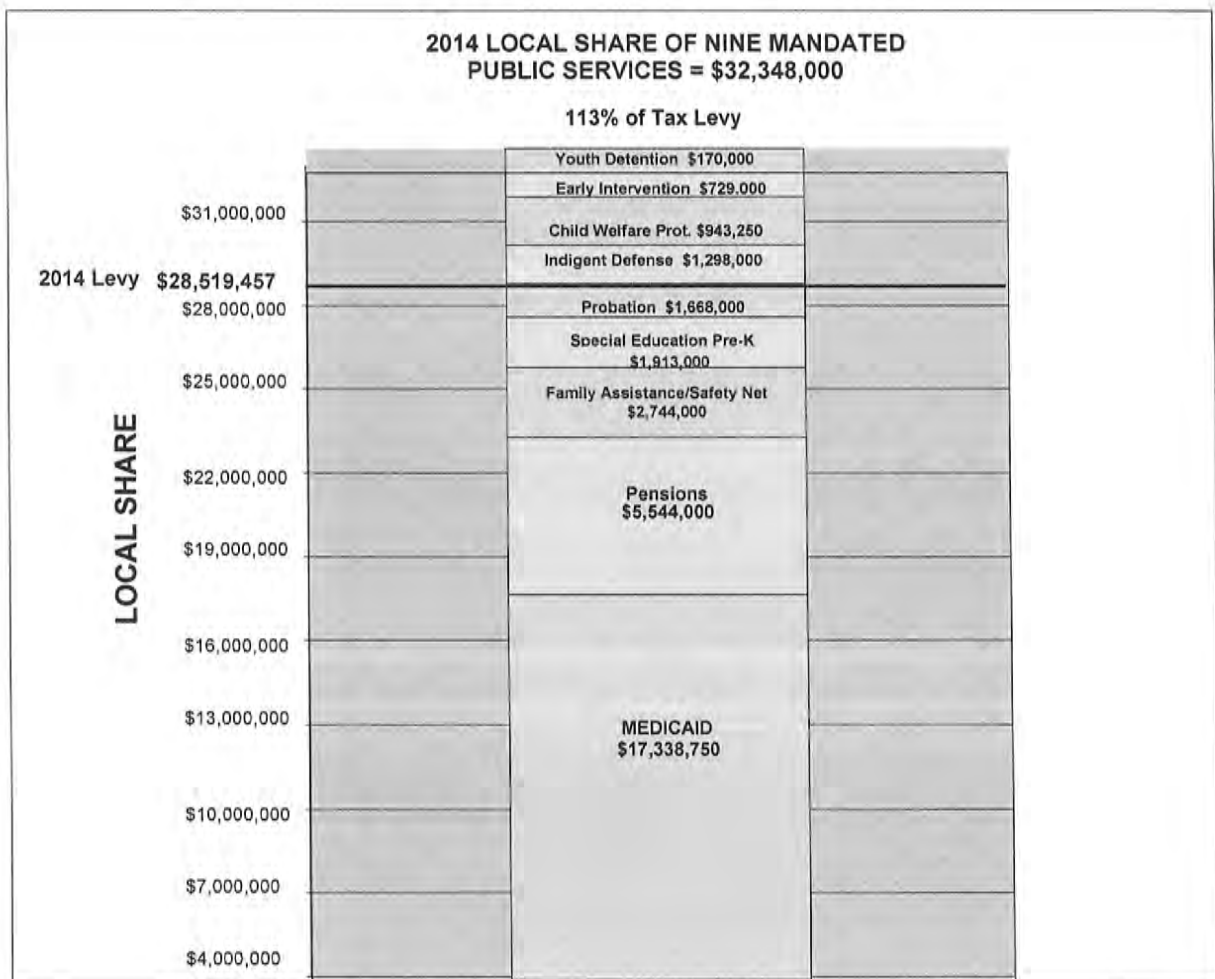 2014 LOCAL SHARE OF NINE MANDATED
PUBLIC SERVICES = $32,348,000
113% of Tax Levy
Youth Detention $170,000
Early Intervention $729.000
$31,000,000
Child Welfare Prot. $943,250
Indigent Defense $1,298,000
2014 Levy $28,519,457
$28,000,000
Probation $1,668,000
Special Education Pre-K
$1,913,000
$25,000,000
Family Assistance/Safety Net
$2,744,000
LOCAL SHARE
$22,000,000
Pensions
$5,544,000
$19,000,000
$16,000,000
$13,000,000
MEDICAID
$17,338,750
$10,000,000
$7,000,000
$4,000,000